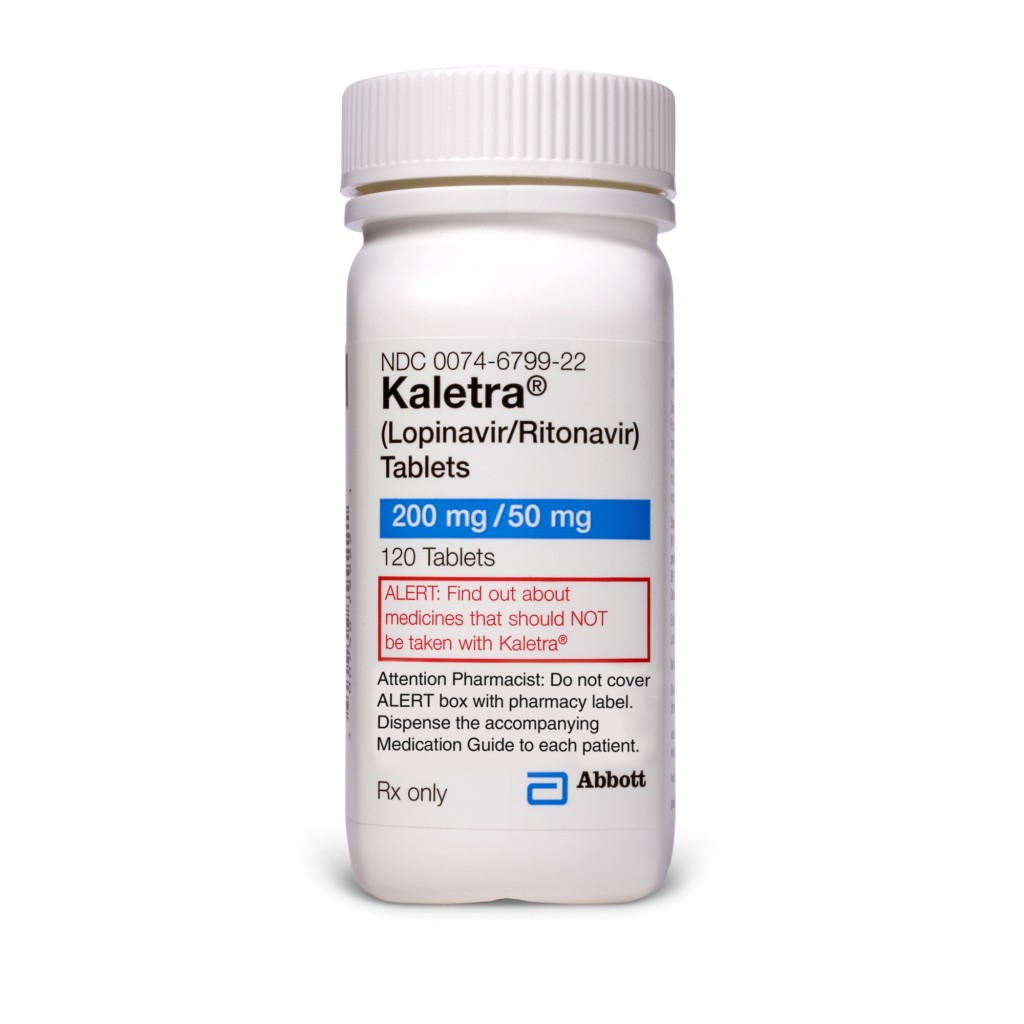 NDC 0074-6799-22
Kaletra®
(Lopinavir/Ritonavir)
Tablets
200 mg/50 mg
120 Tablets
ALERT: Find out about
medicines that should NOT
be taken with Kaletra®
Attention Pharmacist: Do not cover
ALERT box with pharmacy label.
Dispense the accompanying
Medication Guide to each patient.
Rx only
Abbott